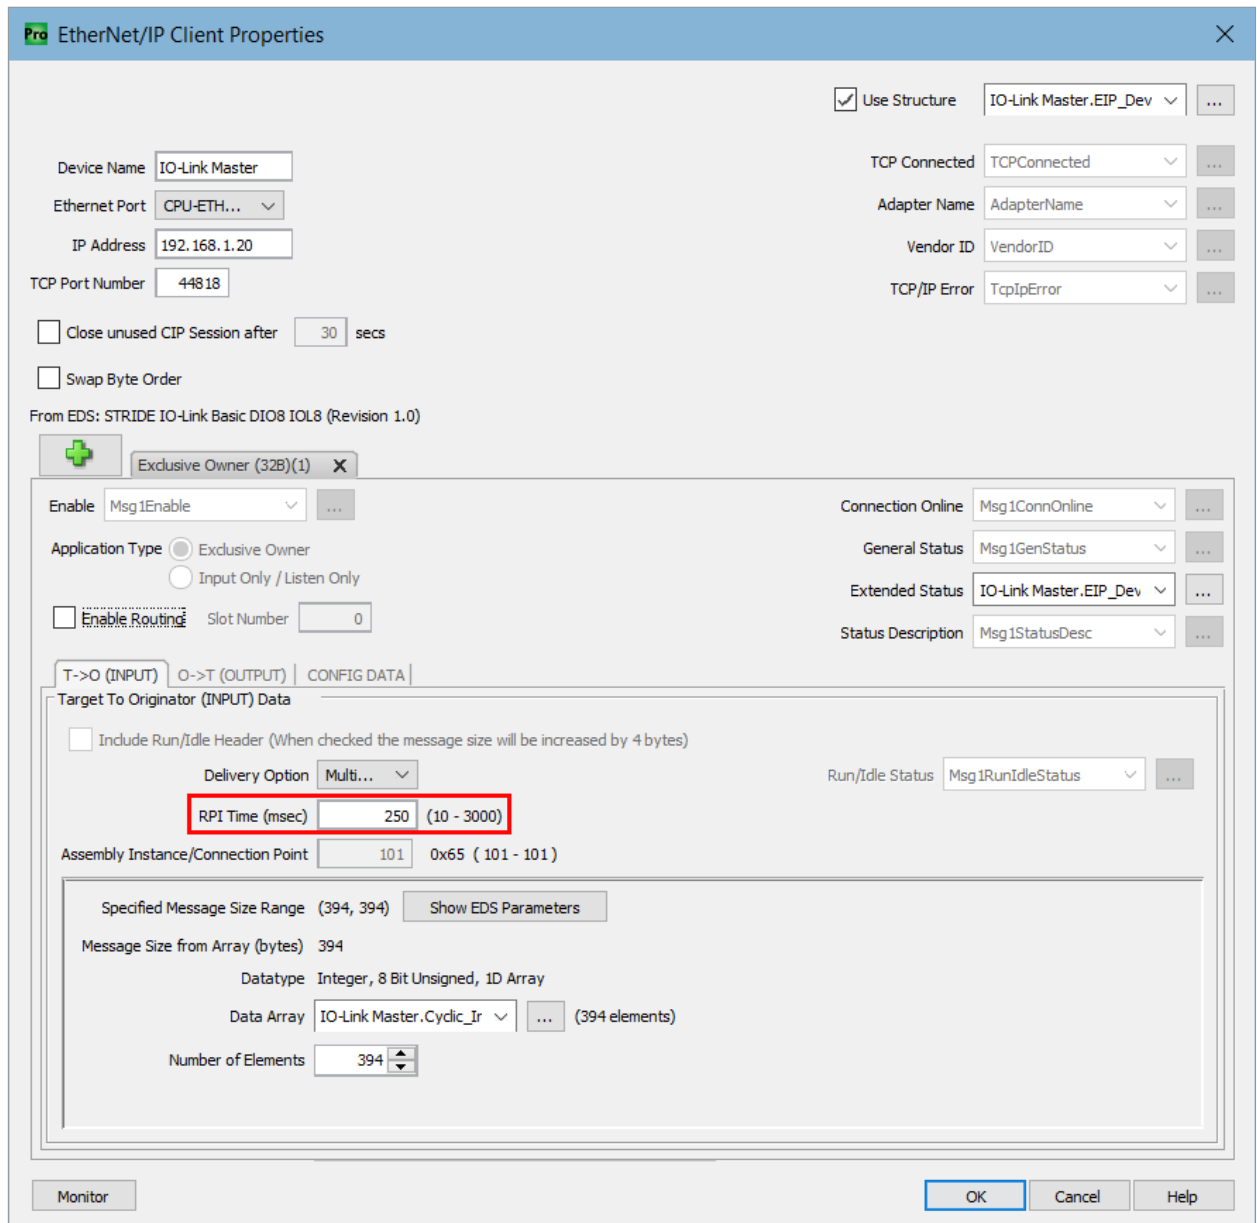 Pro EtherNet/IP Client Properties
Use Structure IO-Link Master.EIP_Dev ...
Device Name IO-Link Master
TCP Connected TCPConnected ...
Ethernet Port CPU-ETH...
Adapter Name AdapterName ...
IP Address 192.168.1.20
Vendor ID VendorID ...
TCP Port Number 44818
TCP/IP Error TcpIpError ...
Close unused CIP Session after 30 secs
Swap Byte Order
From EDS: STRIDE IO-Link Basic DIO8 IOL8 (Revision 1.0)
Exclusive Owner (32B)(1) X
Enable Msg1Enable ...
Connection Online Msg1ConnOnline ...
Application Type Exclusive Owner
General Status Msg1GenStatus ...
Input Only / Listen Only
Extended Status IO-Link Master.EIP_Dev ...
Enable Routing Slot Number 0
Status Description Msg1StatusDesc ...
T->O (INPUT) O->T (OUTPUT) CONFIG DATA
Target To Originator (INPUT) Data
Include Run/Idle Header (When checked the message size will be increased by 4 bytes)
Delivery Option Multi...
Run/Idle Status Msg1RunIdleStatus ...
RPI Time (msec) 250 (10 - 3000)
Assembly Instance/Connection Point 101 0x65 ( 101 - 101 )
Specified Message Size Range (394, 394) Show EDS Parameters
Message Size from Array (bytes) 394
Datatype Integer, 8 Bit Unsigned, 1D Array
Data Array IO-Link Master.Cyclic_Ir ... (394 elements)
Number of Elements 394
Monitor OK Cancel Help